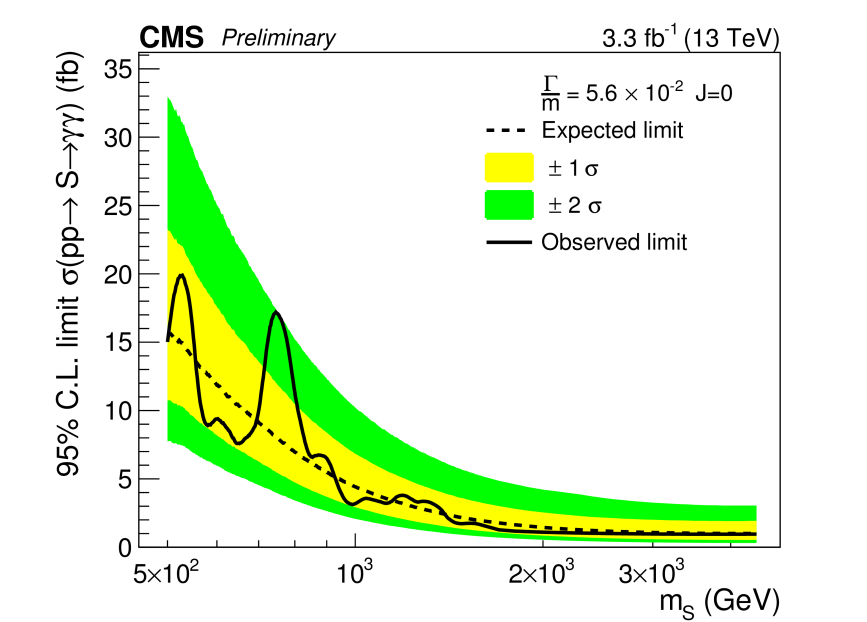 CMS Preliminary 3.3 fb⁻¹ (13 TeV)
95% C.L. limit σ(pp→ S→γγ) (fb)
Γ/m = 5.6 × 10⁻² J=0
Expected limit
± 1 σ
± 2 σ
Observed limit
35
30
25
20
15
10
5
0
5×10² 10³ 2×10³ 3×10³
m_S (GeV)